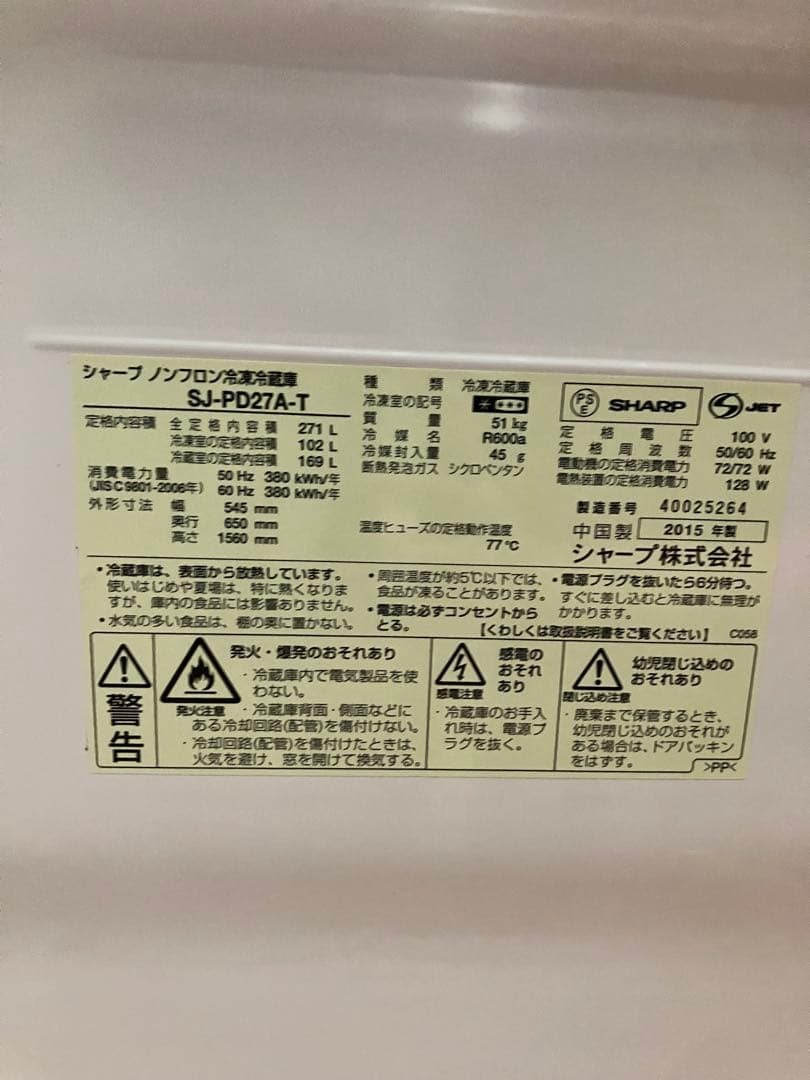 シャープ ノンフロン冷凍冷蔵庫
SJ-PD27A-T
定格内容積 全定格内容積 271 L
冷凍室の定格内容積 102 L
冷蔵室の定格内容積 169 L
消費電力量 50 Hz 380 kWh/年
(JIS C 9801-2006年) 60 Hz 380 kWh/年
外形寸法 幅 545 mm
奥行 650 mm
高さ 1560 mm
種類 冷凍冷蔵庫
冷凍室の記号
質量 51 kg
冷媒名 R600a
冷媒封入量 45 g
断熱発泡ガス シクロペンタン
温度ヒューズの定格動作温度
77℃
PSE SHARP JET
定格電圧 100 V
定格周波数 50/60 Hz
電動機の定格消費電力 72/72 W
電熱装置の定格消費電力 128 W
製造番号 40025264
中国製 2015 年製
シャープ株式会社
・冷蔵庫は、表面から放熱しています。
使いはじめや夏場は、特に熱くなりま
すが、庫内の食品には影響ありません。
・水気の多い食品は、棚の奥に置かない。
・周囲温度が約5℃以下では、
食品が凍ることがあります。
・電源は必ずコンセントから
とる。
・電源プラグを抜いたら6分待つ。
すぐに差し込むと冷蔵庫に無理が
かかります。
【くわしくは取扱説明書をご覧ください】 C058
警告
発火・爆発のおそれあり
発火注意
・冷蔵庫内で電気製品を使
わない。
・冷蔵庫背面・側面などに
ある冷却回路(配管)を傷付けない。
・冷却回路(配管)を傷付けたときは、
火気を避け、窓を開けて換気する。
感電の
おそれ
あり
感電注意
・冷蔵庫のお手入
れ時は、電源プ
ラグを抜く。
幼児閉じ込めの
おそれあり
閉じ込め注意
・廃棄まで保管するとき、
幼児閉じ込めのおそれが
ある場合は、ドアパッキン
をはずす。
>PP<